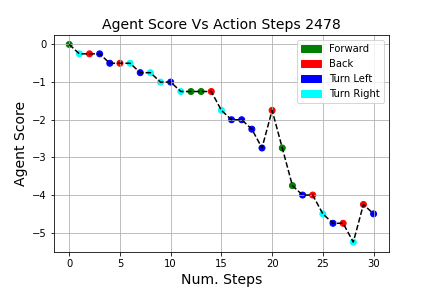 Agent Score Vs Action Steps 2478
Agent Score
0
−1
−2
−3
−4
−5
Forward
Back
Turn Left
Turn Right
0 5 10 15 20 25 30
Num. Steps